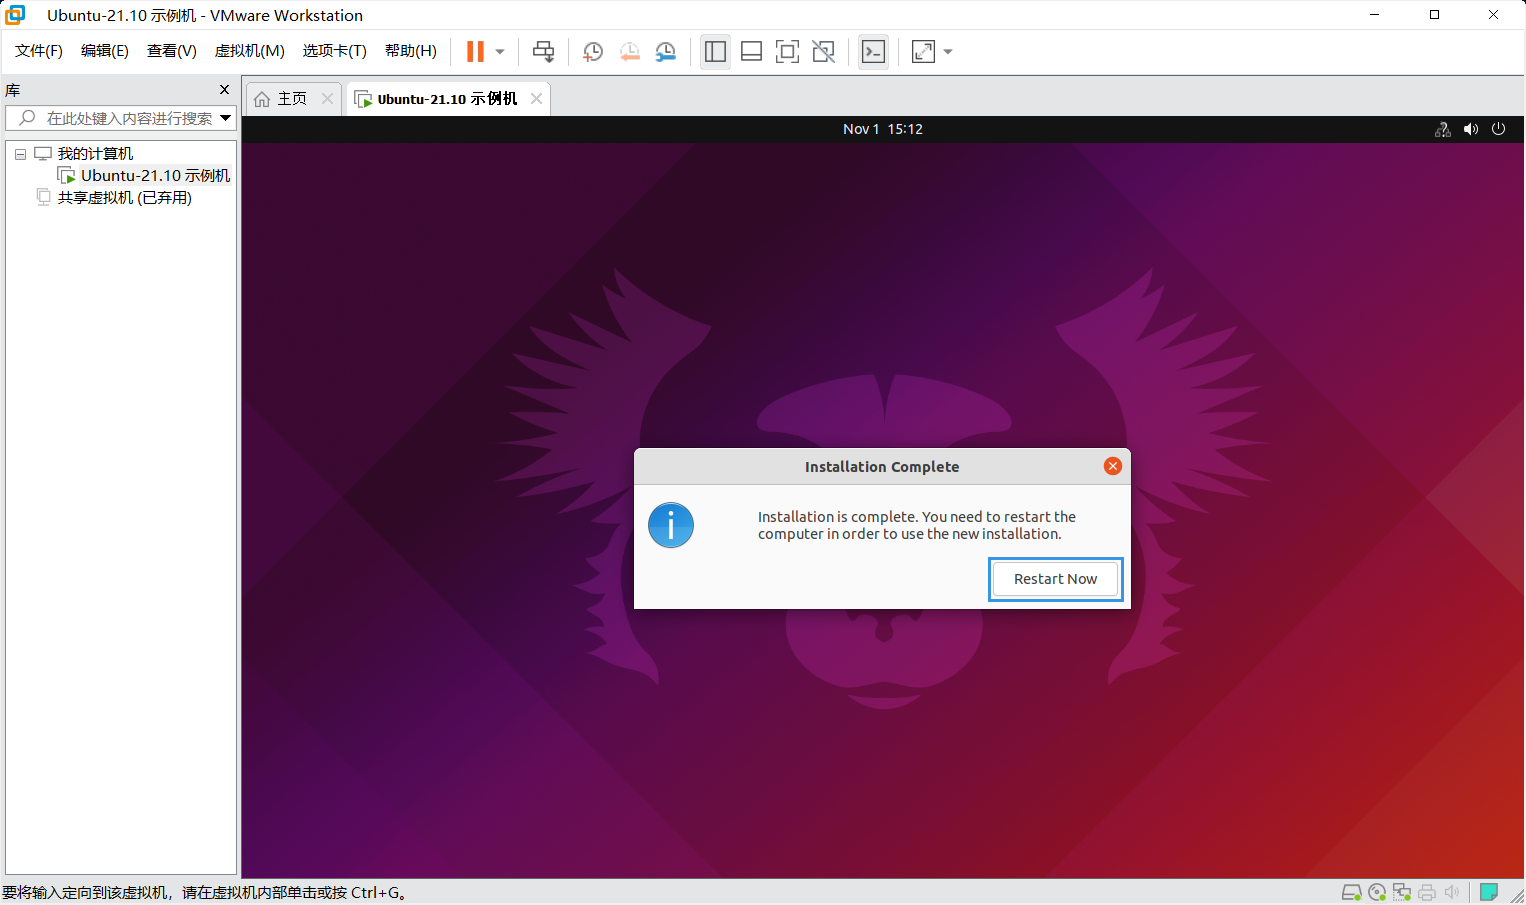 Ubuntu-21.10 示例机 - VMware Workstation
文件(F) 编辑(E) 查看(V) 虚拟机(M) 选项卡(T) 帮助(H)
库
主页
Ubuntu-21.10 示例机
在此处键入内容进行搜索
Nov 1 15:12
我的计算机
Ubuntu-21.10 示例机
共享虚拟机 (已弃用)
Installation Complete
Installation is complete. You need to restart the
computer in order to use the new installation.
Restart Now
要将输入定向到该虚拟机，请在虚拟机内部单击或按 Ctrl+G。